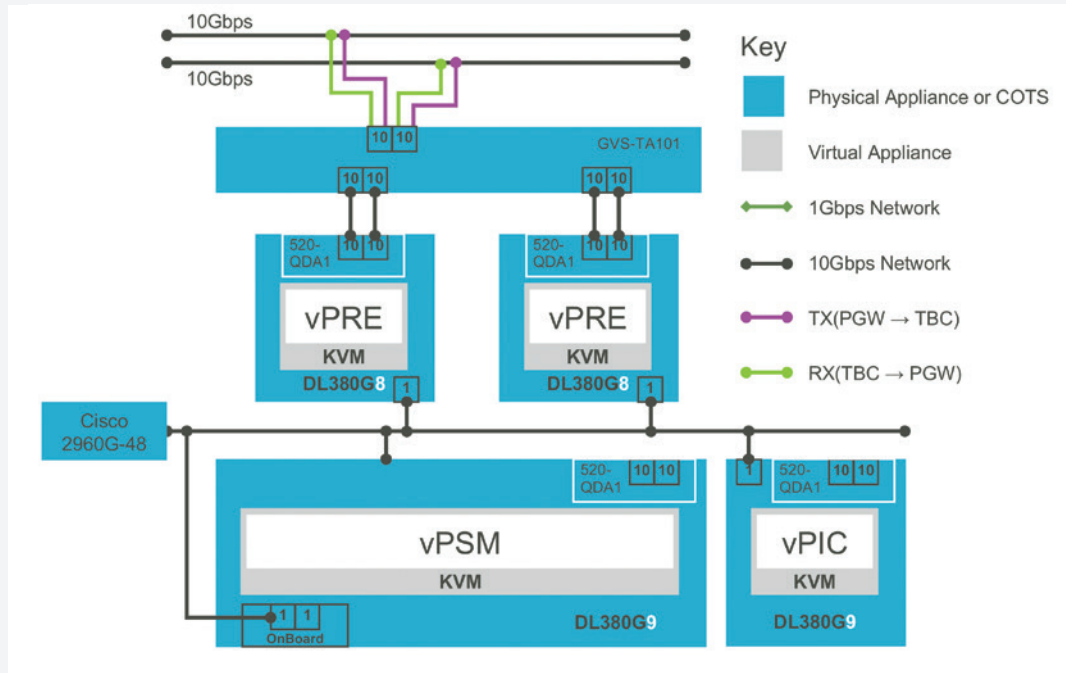 10Gbps
10Gbps
10 10
GVS-TA101
10 10
10 10
520-
QDA1
10 10
vPRE
KVM
DL380G8
1
520-
QDA1
10 10
vPRE
KVM
DL380G8
1
Cisco
2960G-48
520-
QDA1
10 10
vPSM
KVM
1 1
OnBoard
DL380G9
1
520-
QDA1
10 10
vPIC
KVM
DL380G9
Key
Physical Appliance or COTS
Virtual Appliance
1Gbps Network
10Gbps Network
TX(PGW → TBC)
RX(TBC → PGW)